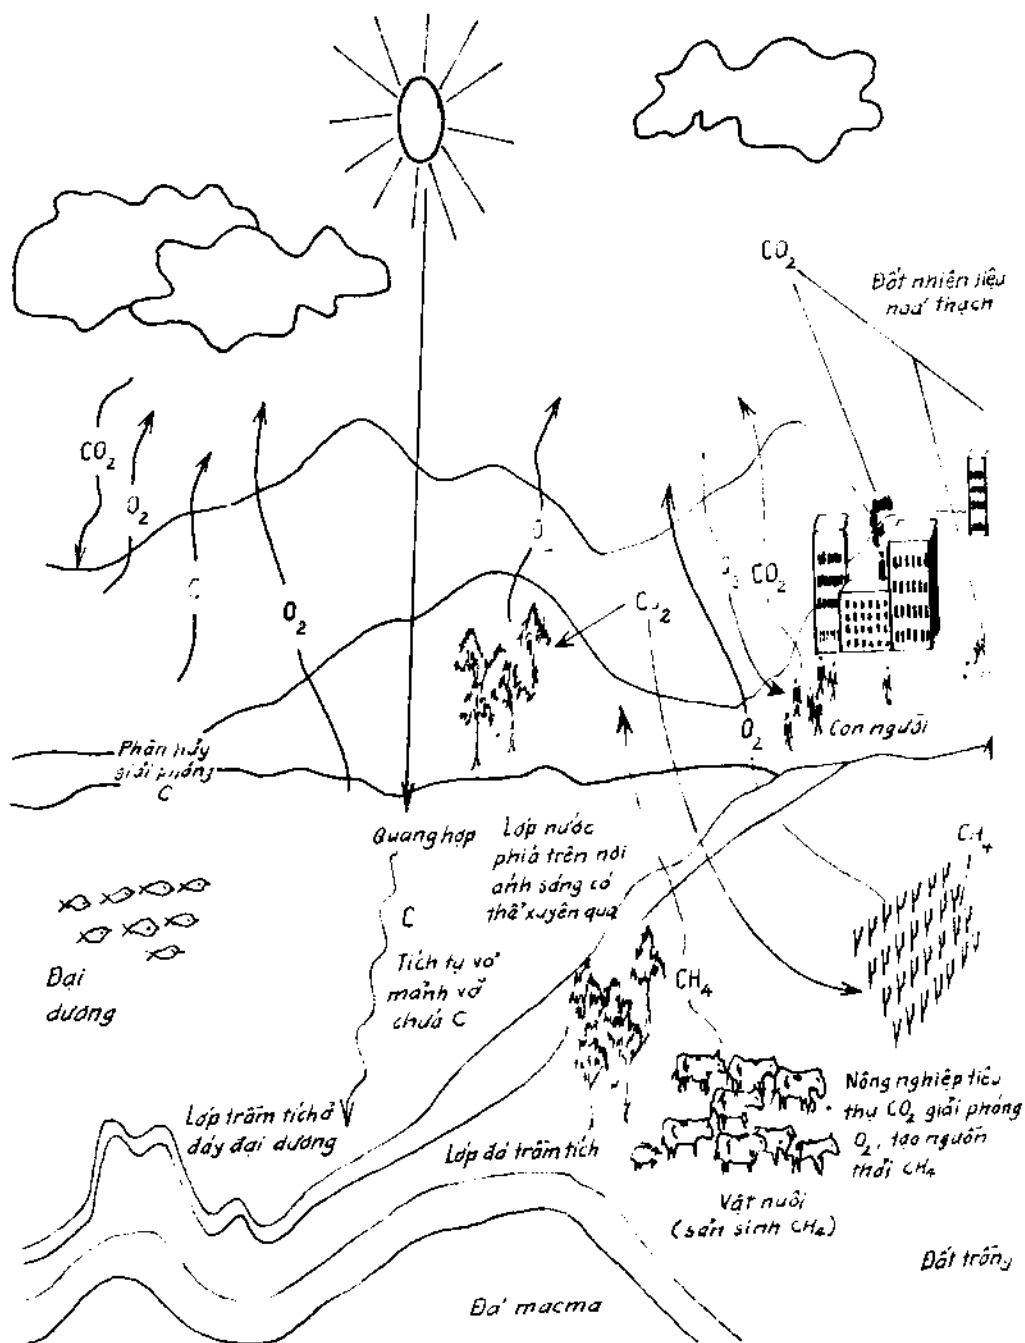 CO₂
Đốt nhiên liệu
hoá thạch
CO₂
O₂
O₂
CO₂
O₂
Con người
Phân hủy
giải phóng
C
Quang hợp
Lớp nước
phía trên nơi
ánh sáng có
thể xuyên qua
CH₄
C
Tích tụ vỏ
mảnh vỡ
chứa C
Đại
dương
CH₄
Lớp trầm tích ở
đáy đại dương
Lớp đá trầm tích
Nông nghiệp tiêu
thụ CO₂ giải phóng
O₂, tạo nguồn
thải CH₄
Vật nuôi
(sản sinh CH₄)
Đất trồng
Đá macma